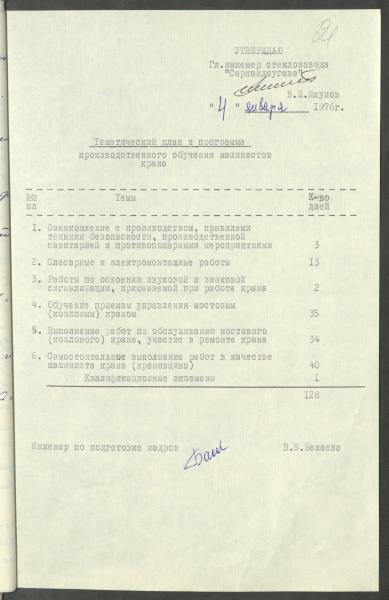 21
УТВЕРЖДАЮ
Гл.инженер стеклозавода
"Саркандаугава"
В.Ш.Якупов
"4" января 1976г.
Тематический план и программа
производственного обучения машинистов
крана
№№ Темы К-во
пп дней
1. Ознакомление с производством, правилами
техники безопасности, производственной
санитарией и противопожарными мероприятиями 3
2. Слесарные и электромонтажные работы 13
3. Работы по освоению звуковой и знаковой
сигнализации, применяемой при работе крана 2
4. Обучение приемам управления мостовым
(козловым) краном 35
5. Выполнение работ по обслуживанию мостового
(козлового) крана, участие в ремонте крана 34
6. Самостоятельное выполнение работ в качестве
машиниста крана (крановщика) 40
Квалификационные экзамены 1
128
Инженер по подготовке кадров В.В.Бакаева